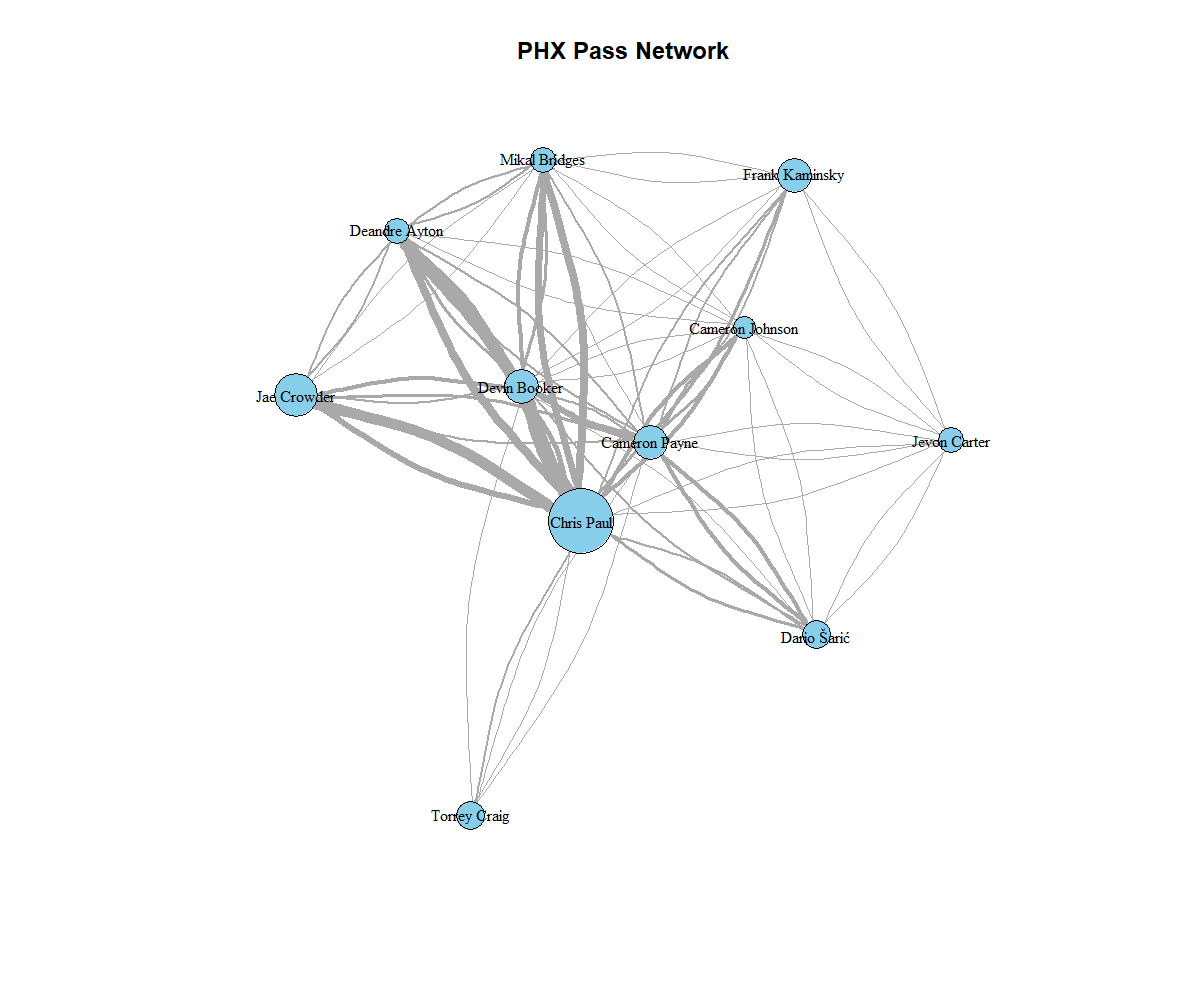 PHX Pass Network
Mikal Bridges
Frank Kaminsky
Deandre Ayton
Cameron Johnson
Devin Booker
Jae Crowder
Cameron Payne
Jevon Carter
Chris Paul
Dario Šarić
Torrey Craig